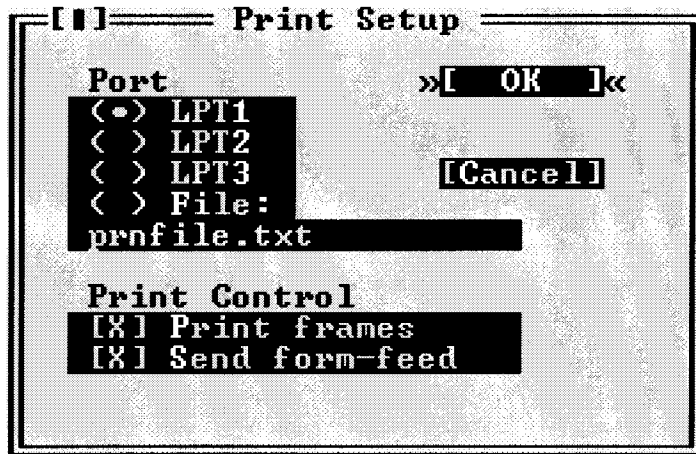 [▮] Print Setup
Port »[ OK ]«
(•) LPT1
( ) LPT2
( ) LPT3 [Cancel]
( ) File:
prnfile.txt
Print Control
[X] Print frames
[X] Send form-feed